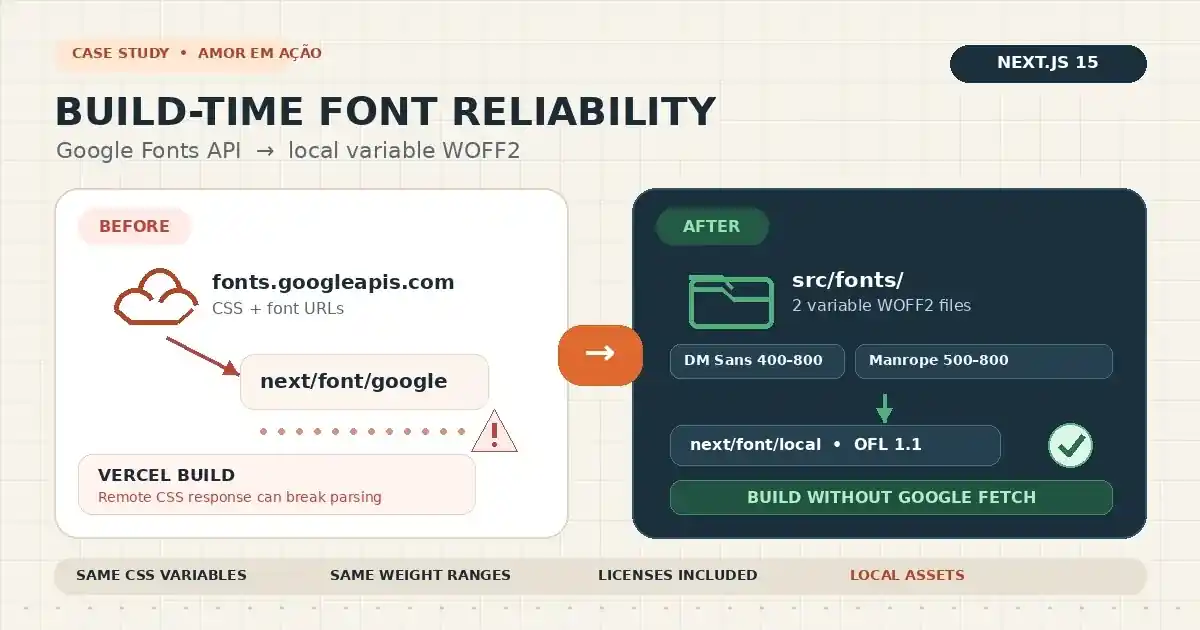 CASE STUDY • AMOR EM AÇÃO
NEXT.JS 15
BUILD-TIME FONT RELIABILITY
Google Fonts API → local variable WOFF2
BEFORE
fonts.googleapis.com
CSS + font URLs
next/font/google
!
VERCEL BUILD
Remote CSS response can break parsing
→
AFTER
src/fonts/
2 variable WOFF2 files
DM Sans 400–800
Manrope 500–800
next/font/local • OFL 1.1
BUILD WITHOUT GOOGLE FETCH
SAME CSS VARIABLES
SAME WEIGHT RANGES
LICENSES INCLUDED
LOCAL ASSETS